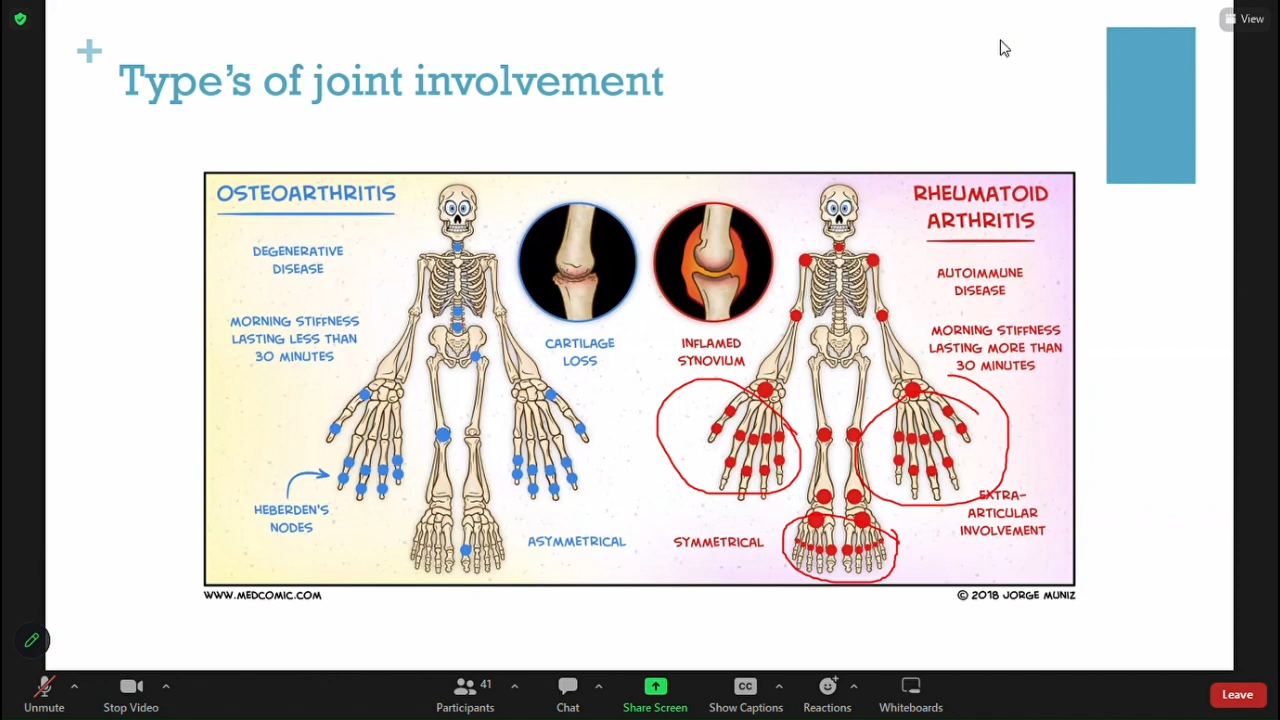 View
+
Type's of joint involvement
OSTEOARTHRITIS
DEGENERATIVE
DISEASE
MORNING STIFFNESS
LASTING LESS THAN
30 MINUTES
HEBERDEN'S
NODES
CARTILAGE
LOSS
ASYMMETRICAL
INFLAMED
SYNOVIUM
SYMMETRICAL
RHEUMATOID
ARTHRITIS
AUTOIMMUNE
DISEASE
MORNING STIFFNESS
LASTING MORE THAN
30 MINUTES
EXTRA-
ARTICULAR
INVOLVEMENT
WWW.MEDCOMIC.COM
© 2018 JORGE MUNIZ
Unmute
Stop Video
41
Participants
Chat
Share Screen
CC
Show Captions
Reactions
Whiteboards
Leave